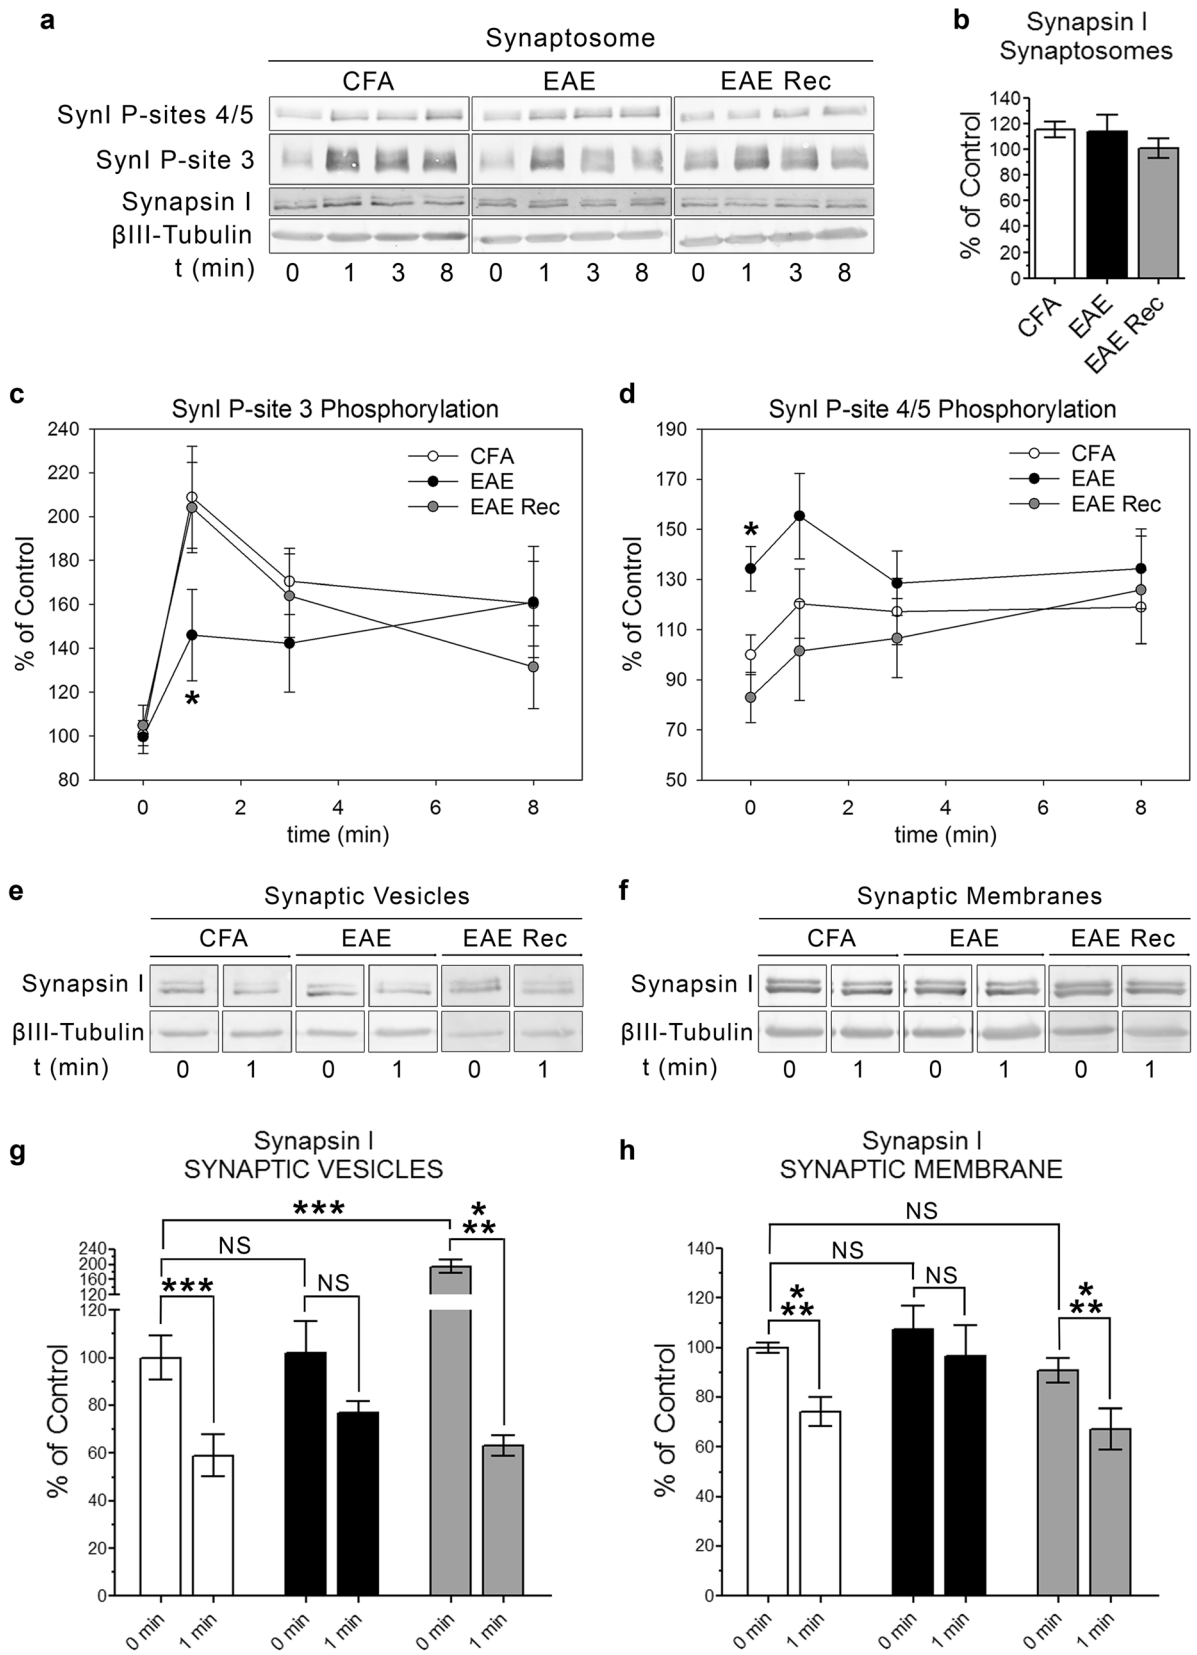 a
Synaptosome
CFA EAE EAE Rec
SynI P-sites 4/5
SynI P-site 3
Synapsin I
βIII-Tubulin
t (min) 0 1 3 8 0 1 3 8 0 1 3 8
b
Synapsin I
Synaptosomes
% of Control
140
120
100
80
60
40
20
0
CFA EAE EAE Rec
c
SynI P-site 3 Phosphorylation
% of Control
240
220
200
180
160
140
120
100
80
CFA
EAE
EAE Rec
*
0 2 4 6 8
time (min)
d
SynI P-site 4/5 Phosphorylation
% of Control
190
170
150
130
110
90
70
50
CFA
EAE
EAE Rec
*
0 2 4 6 8
time (min)
e
Synaptic Vesicles
CFA EAE EAE Rec
Synapsin I
βIII-Tubulin
t (min) 0 1 0 1 0 1
f
Synaptic Membranes
CFA EAE EAE Rec
Synapsin I
βIII-Tubulin
t (min) 0 1 0 1 0 1
g
Synapsin I
SYNAPTIC VESICLES
% of Control
240
200
160
120
120
100
80
60
40
20
0
***
NS
***
NS
*
**
0 min 1 min 0 min 1 min 0 min 1 min
h
Synapsin I
SYNAPTIC MEMBRANE
% of Control
140
120
100
80
60
40
20
0
NS
NS
*
**
NS
*
**
0 min 1 min 0 min 1 min 0 min 1 min